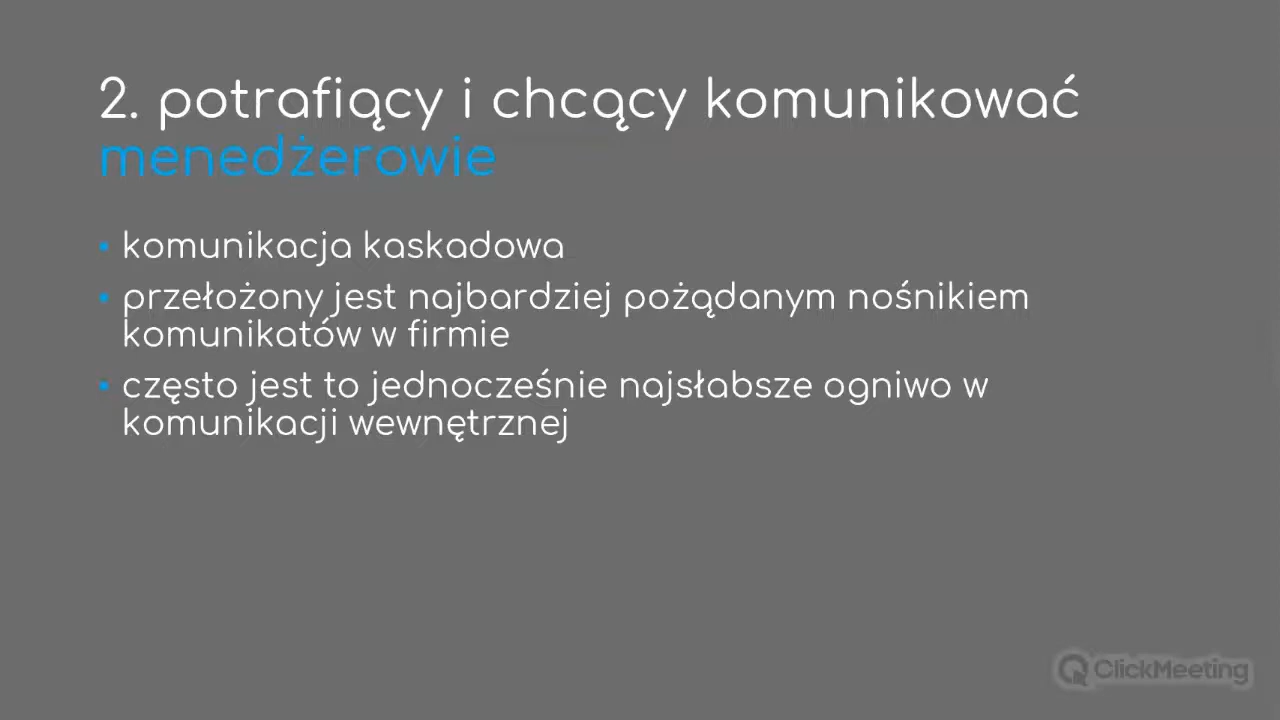 2. potrafiący i chcący komunikować
menedżerowie
komunikacja kaskadowa
przełożony jest najbardziej pożądanym nośnikiem
komunikatów w firmie
często jest to jednocześnie najsłabsze ogniwo w
komunikacji wewnętrznej
ClickMeeting